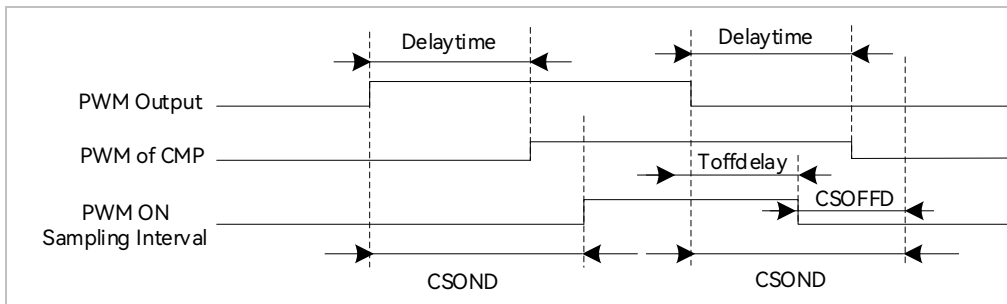 Delaytime
Delaytime
PWM Output
PWM of CMP
Toffdelay
CSOFFD
PWM ON
Sampling Interval
CSOND
CSOND